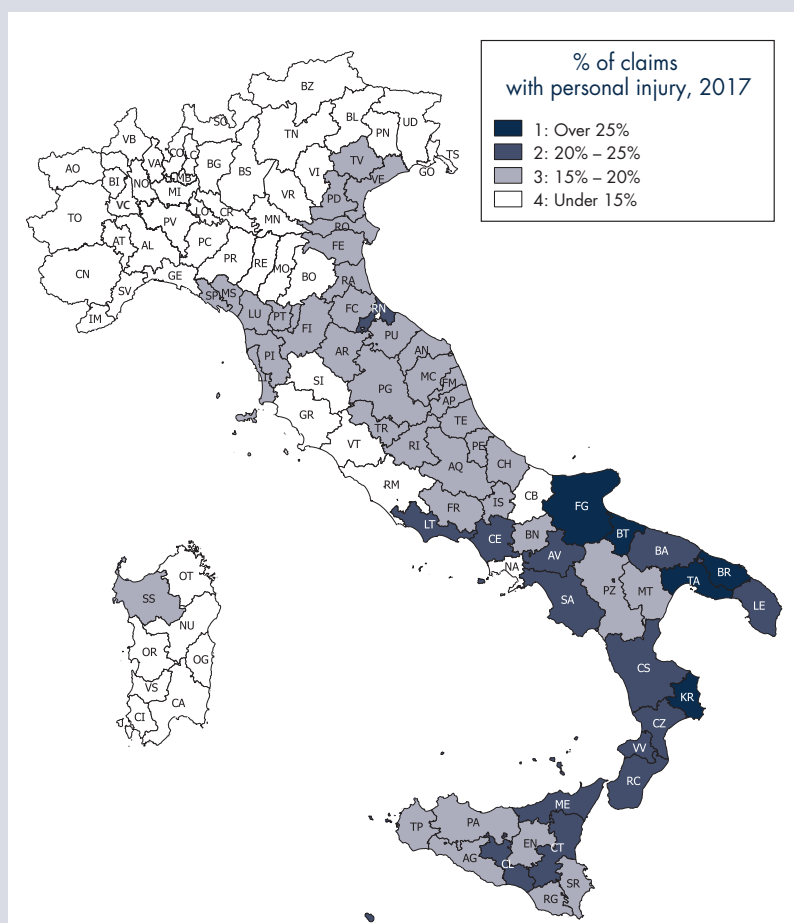 % of claims
with personal injury, 2017
1: Over 25%
2: 20% – 25%
3: 15% – 20%
4: Under 15%
BZ
SO
VB
BL
UD
PN
TN
CO
LC
VA
BG
TS
AO
TV
GO
BS
VI
VE
BI
NO
MB
MI
VR
PD
VC
LO
CR
TO
PV
MN
RO
AT
AL
PC
FE
PR
RE
MO
BO
CN
GE
RA
SV
SP
MS
FC
RN
LU
PT
IM
FI
PU
AR
AN
PI
LI
SI
MC
FM
PG
AP
GR
TE
TR
VT
RI
PE
CH
AQ
RM
CB
IS
FG
FR
LT
BN
BT
CE
BA
AV
NA
BR
OT
TA
PZ
MT
SS
SA
LE
NU
OR
OG
CS
VS
KR
CA
CI
CZ
VV
RC
ME
PA
TP
EN
CT
AG
CL
SR
RG